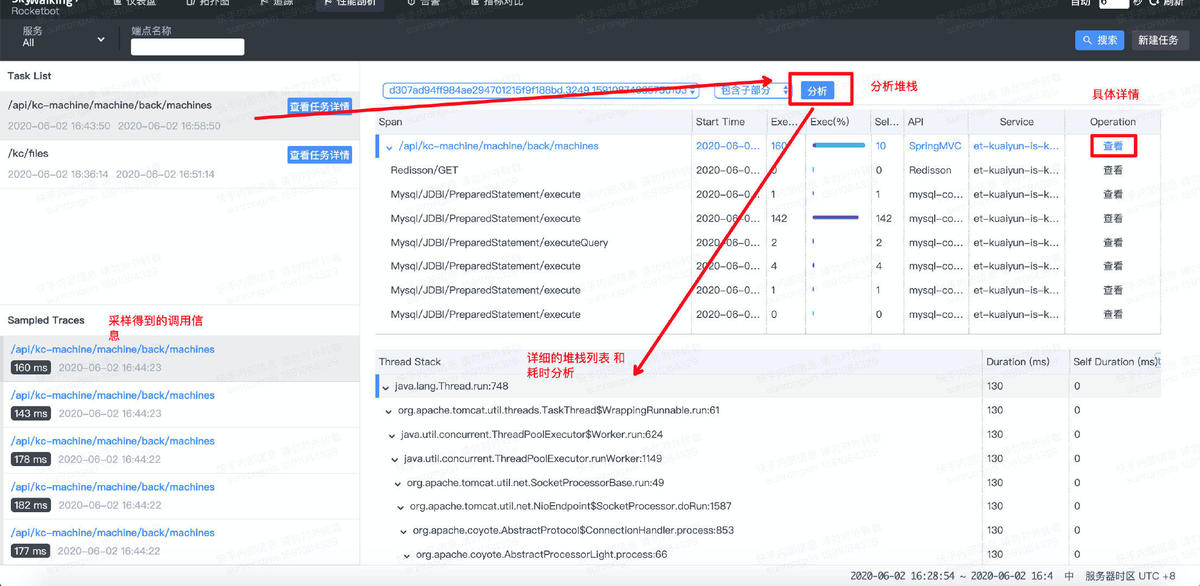 Skywalking
Rocketbot
仪表盘 拓扑图 追踪 性能剖析 告警 指标对比
自动 6 秒 刷新
服务
All
端点名称
搜索 新建任务
Task List
/api/kc-machine/machine/back/machines
查看任务详情
2020-06-02 16:43:50 2020-06-02 16:58:50
/kc/files
查看任务详情
2020-06-02 16:36:14 2020-06-02 16:51:14
Sampled Traces
采样得到的调用信
息
/api/kc-machine/machine/back/machines
160 ms 2020-06-02 16:44:23
/api/kc-machine/machine/back/machines
143 ms 2020-06-02 16:44:23
/api/kc-machine/machine/back/machines
178 ms 2020-06-02 16:44:22
/api/kc-machine/machine/back/machines
182 ms 2020-06-02 16:44:22
/api/kc-machine/machine/back/machines
177 ms 2020-06-02 16:44:22
包含子部分
分析
分析堆栈
具体详情
Span Start Time Exe... Exec(%) Sel... API Service Operation
/api/kc-machine/machine/back/machines 2020-06-0... 160 10 SpringMVC et-kuaiyun-is-k... 查看
Redisson/GET 2020-06-0... 0 0 Redisson et-kuaiyun-is-k... 查看
Mysql/JDBI/PreparedStatement/execute 2020-06-0... 1 1 mysql-co... et-kuaiyun-is-k... 查看
Mysql/JDBI/PreparedStatement/execute 2020-06-0... 142 142 mysql-co... et-kuaiyun-is-k... 查看
Mysql/JDBI/PreparedStatement/executeQuery 2020-06-0... 2 2 mysql-co... et-kuaiyun-is-k... 查看
Mysql/JDBI/PreparedStatement/execute 2020-06-0... 4 4 mysql-co... et-kuaiyun-is-k... 查看
Mysql/JDBI/PreparedStatement/execute 2020-06-0... 1 1 mysql-co... et-kuaiyun-is-k... 查看
Mysql/JDBI/PreparedStatement/execute 2020-06-0... 0 0 mysql-co... et-kuaiyun-is-k... 查看
详细的堆栈列表 和
耗时分析
Thread Stack Duration (ms) Self Duration (ms)
java.lang.Thread.run:748 130 0
org.apache.tomcat.util.threads.TaskThread$WrappingRunnable.run:61 130 0
java.util.concurrent.ThreadPoolExecutor$Worker.run:624 130 0
java.util.concurrent.ThreadPoolExecutor.runWorker:1149 130 0
org.apache.tomcat.util.net.SocketProcessorBase.run:49 130 0
org.apache.tomcat.util.net.NioEndpoint$SocketProcessor.doRun:1587 130 0
org.apache.coyote.AbstractProtocol$ConnectionHandler.process:853 130 0
org.apache.coyote.AbstractProcessorLight.process:66 130 0
2020-06-02 16:28:54 ~ 2020-06-02 16:4 中 服务器时区 UTC +8